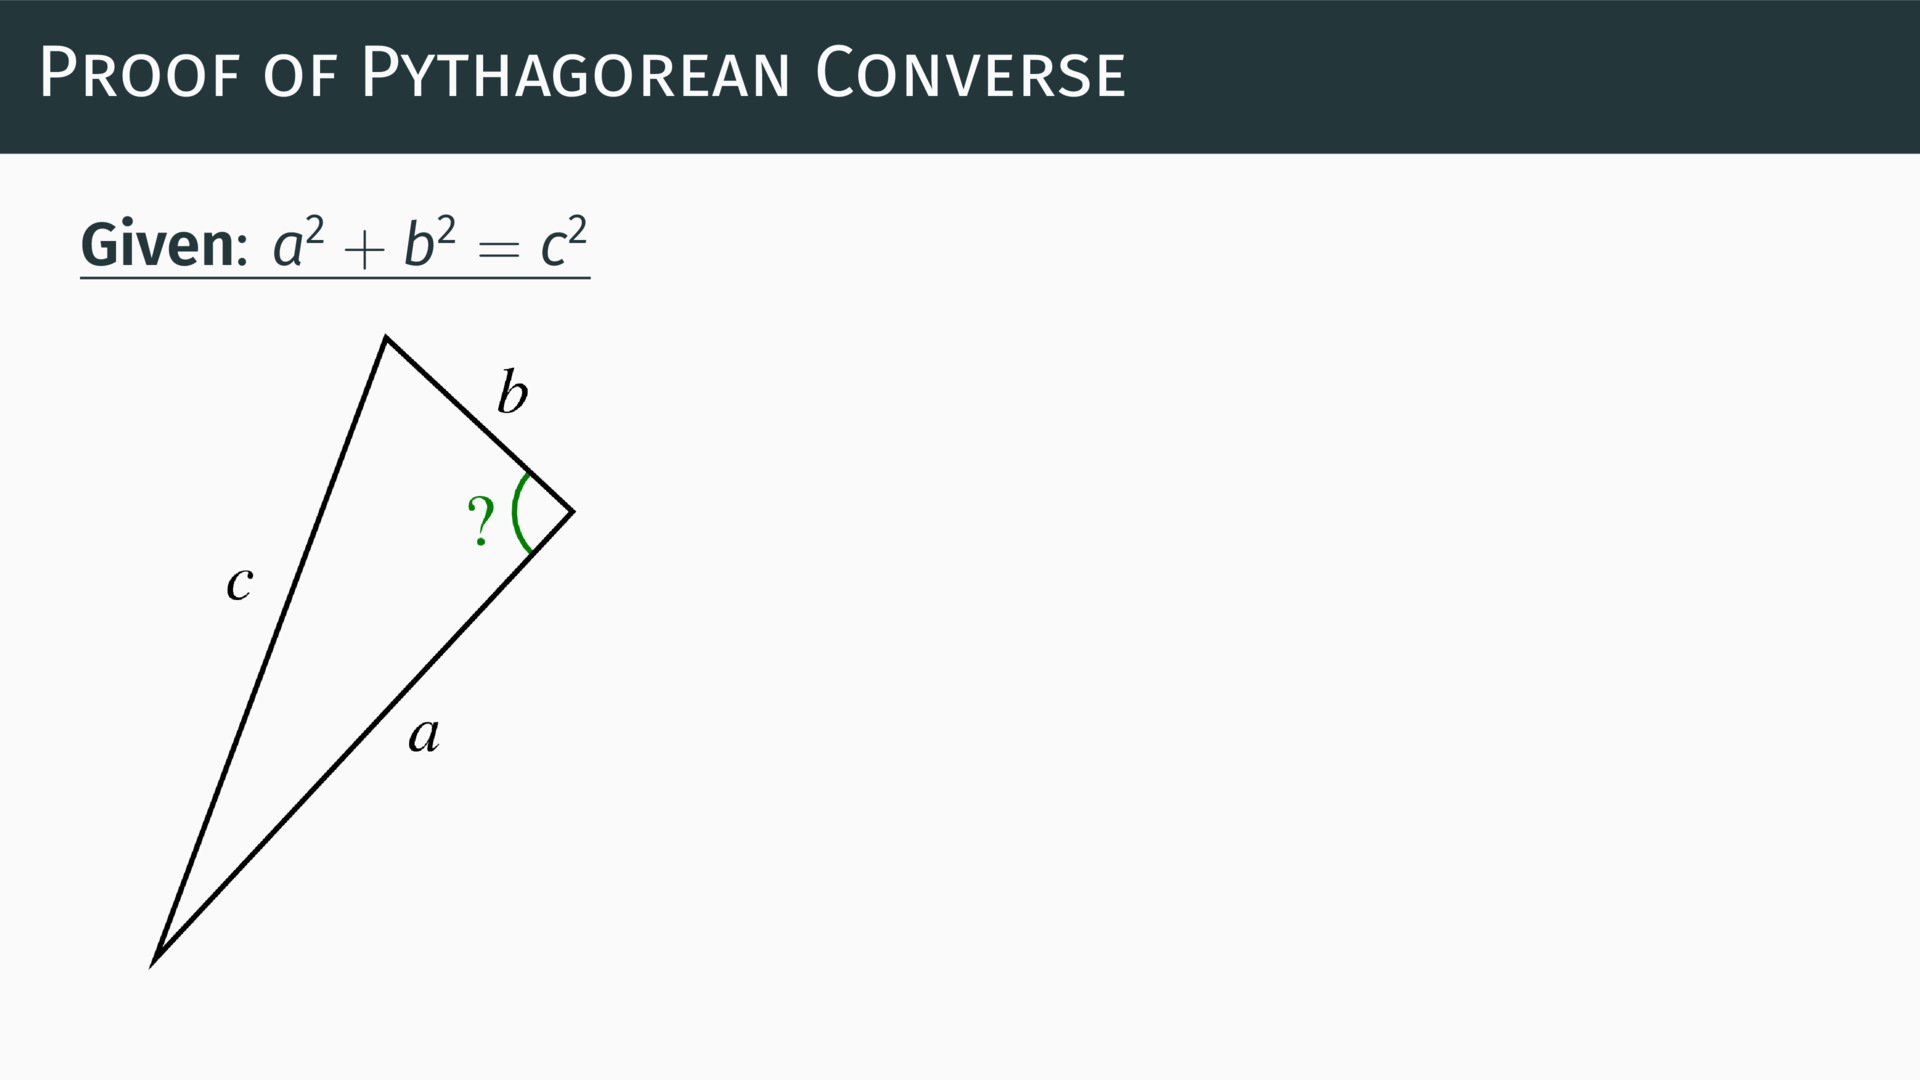 Proof of Pythagorean Converse
Given: a² + b² = c²
b
?
c
a